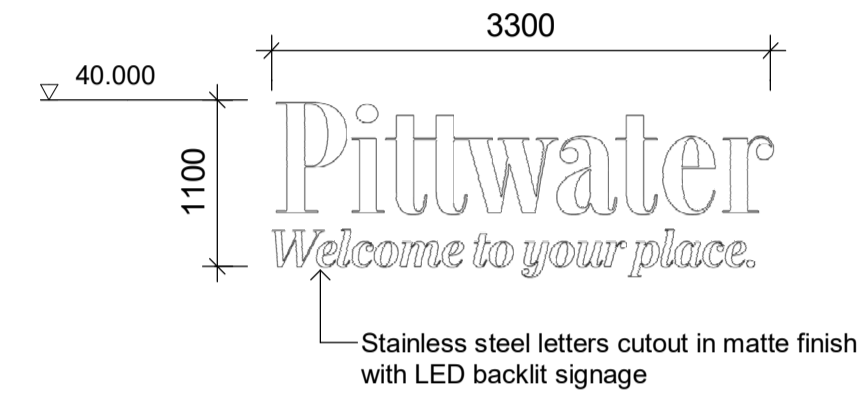 3300
40.000
1100
Pittwater
Welcome to your place.
Stainless steel letters cutout in matte finish
with LED backlit signage